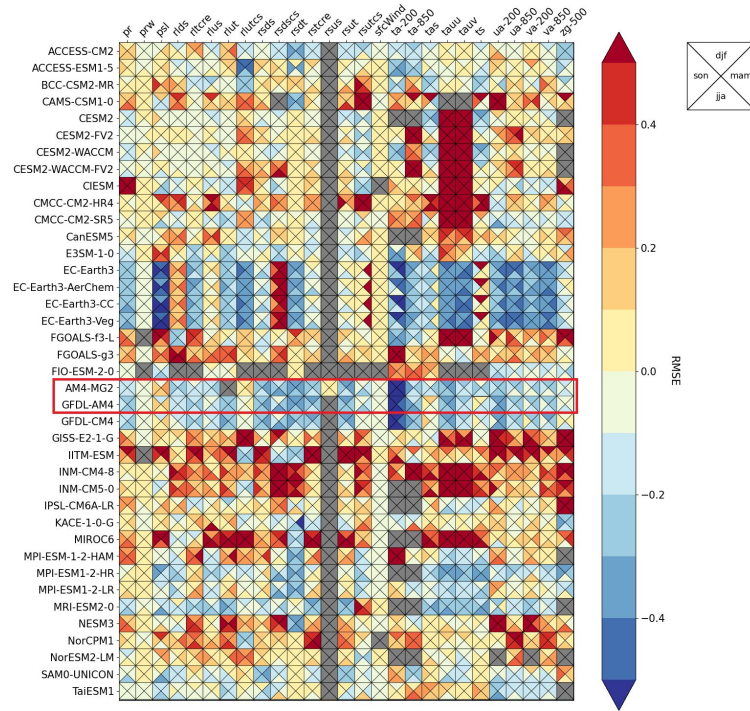 pr prw psl rlds rltcre rlus rlut rlutcs rsds rsdscs rsdt rstcre rsus rsut rsutcs sfcWind ta-200 ta-850 tas tauu tauv ts ua-200 ua-850 va-200 va-850 zg-500
ACCESS-CM2
ACCESS-ESM1-5
BCC-CSM2-MR
CAMS-CSM1-0
CESM2
CESM2-FV2
CESM2-WACCM
CESM2-WACCM-FV2
CIESM
CMCC-CM2-HR4
CMCC-CM2-SR5
CanESM5
E3SM-1-0
EC-Earth3
EC-Earth3-AerChem
EC-Earth3-CC
EC-Earth3-Veg
FGOALS-f3-L
FGOALS-g3
FIO-ESM-2-0
AM4-MG2
GFDL-AM4
GFDL-CM4
GISS-E2-1-G
IITM-ESM
INM-CM4-8
INM-CM5-0
IPSL-CM6A-LR
KACE-1-0-G
MIROC6
MPI-ESM-1-2-HAM
MPI-ESM1-2-HR
MPI-ESM1-2-LR
MRI-ESM2-0
NESM3
NorCPM1
NorESM2-LM
SAM0-UNICON
TaiESM1
0.4
0.2
0.0
−0.2
−0.4
RMSE
djf
son mam
jja